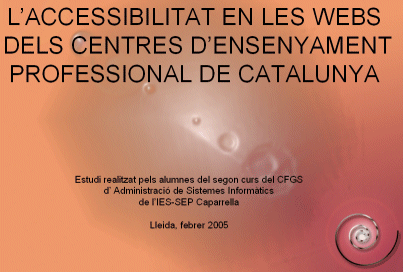 L'ACCESSIBILITAT EN LES WEBS
DELS CENTRES D'ENSENYAMENT
PROFESSIONAL DE CATALUNYA
Estudi realitzat pels alumnes del segon curs del CFGS
d' Administració de Sistemes Informàtics
de l'IES-SEP Caparrella
Lleida, febrer 2005